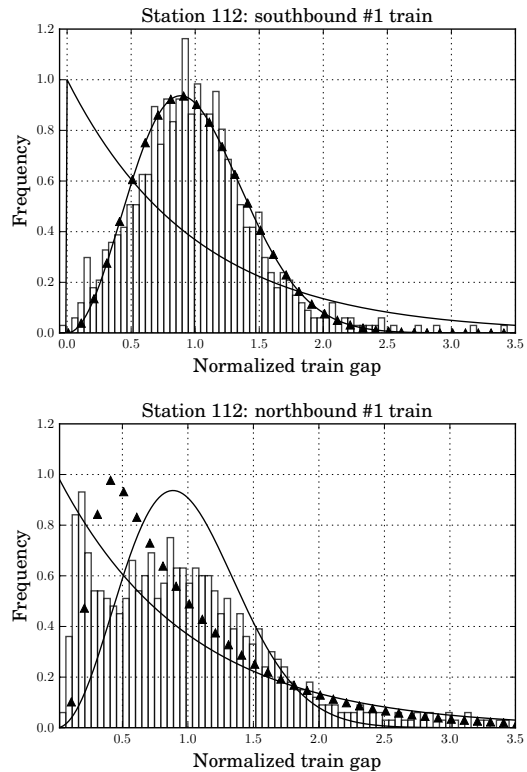 Station 112: southbound #1 train
1.2
1.0
0.8
0.6
0.4
0.2
0.0
Frequency
0.0 0.5 1.0 1.5 2.0 2.5 3.0 3.5
Normalized train gap
Station 112: northbound #1 train
1.2
1.0
0.8
0.6
0.4
0.2
0.0
Frequency
0.5 1.0 1.5 2.0 2.5 3.0 3.5
Normalized train gap